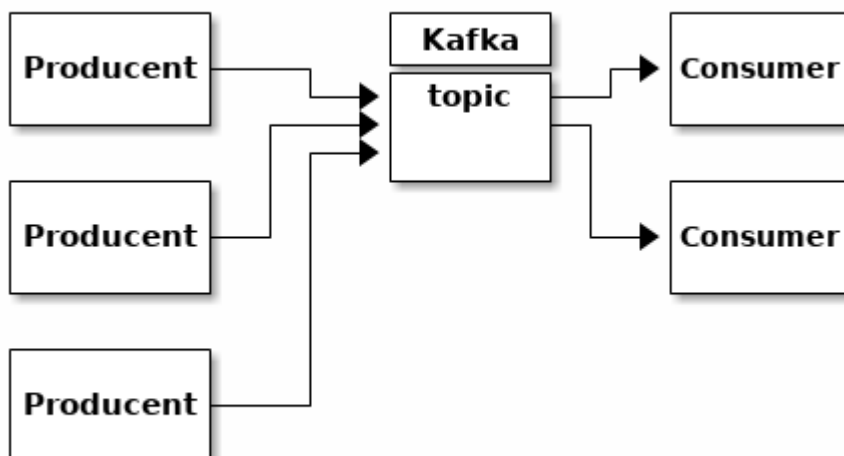 Producent
Kafka
topic
Consumer
Producent
Consumer
Producent